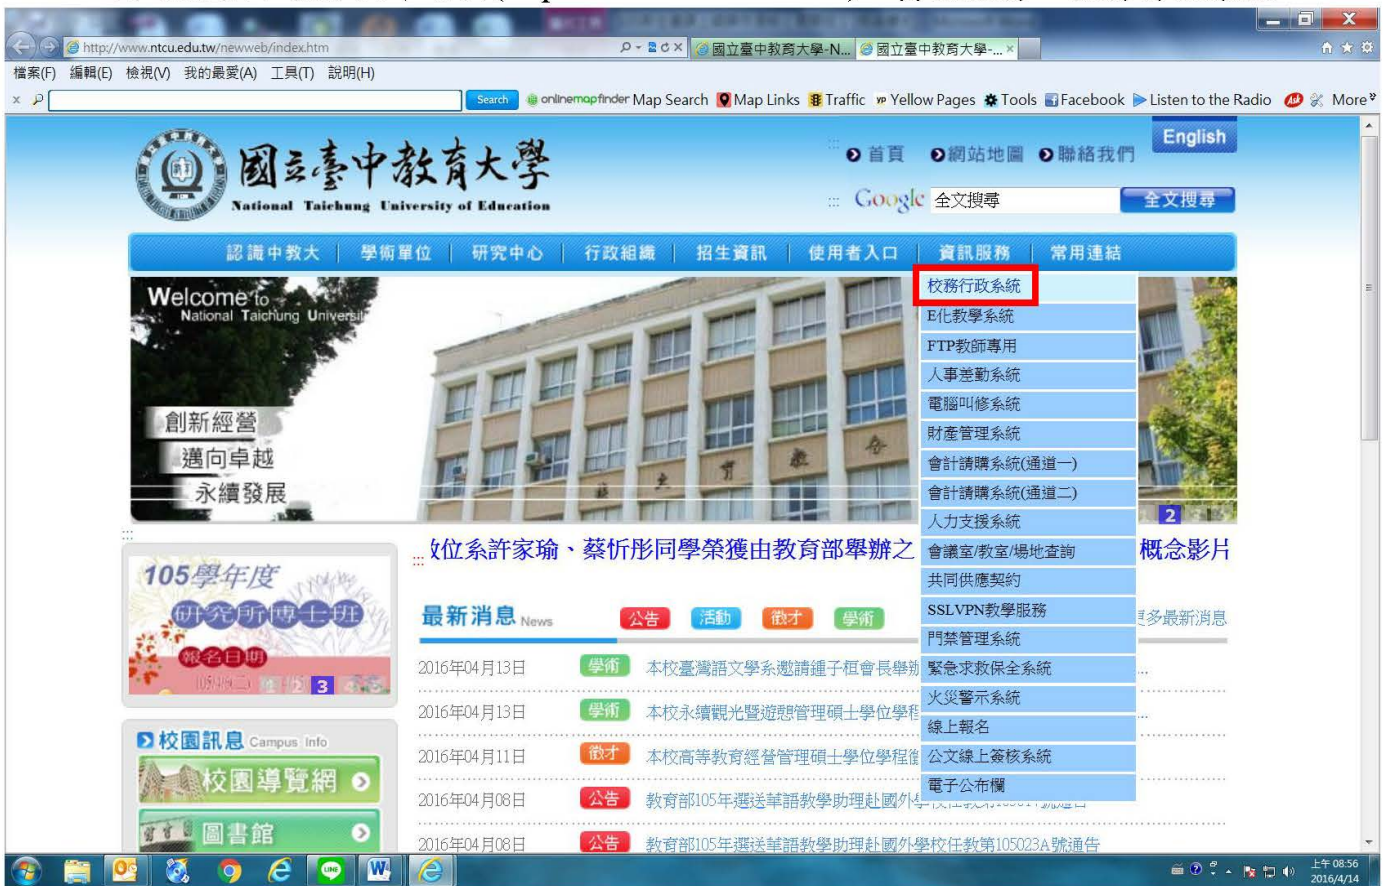 http://www.ntcu.edu.tw/newweb/index.htm
國立臺中教育大學-N...
國立臺中教育大學-...
檔案(F) 編輯(E) 檢視(V) 我的最愛(A) 工具(T) 說明(H)
Search onlinemapfinder Map Search Map Links Traffic Yellow Pages Tools Facebook Listen to the Radio More
English
首頁 網站地圖 聯絡我們
國立臺中教育大學
National Taichung University of Education
Google 全文搜尋 全文搜尋
認識中教大 學術單位 研究中心 行政組織 招生資訊 使用者入口 資訊服務 常用連結
Welcome to
National Taichung Universit
創新經營
邁向卓越
永續發展
校務行政系統
E化教學系統
FTP教師專用
人事差勤系統
電腦叫修系統
財產管理系統
會計請購系統(通道一)
會計請購系統(通道二)
人力支援系統
會議室/教室/場地查詢
共同供應契約
SSLVPN教學服務
門禁管理系統
緊急求救保全系統
火災警示系統
線上報名
公文線上簽核系統
電子公布欄
2
位系許家瑜、蔡忻彤同學榮獲由教育部舉辦之
概念影片
105學年度
研究所博士班
報名日期
3
最新消息 News 公告 活動 徵才 學術
多最新消息
2016年04月13日 學術 本校臺灣語文學系邀請鍾子桓會長舉辦 ...
2016年04月13日 學術 本校永續觀光暨遊憩管理碩士學位學程 ...
2016年04月11日 徵才 本校高等教育經營管理碩士學位學程
2016年04月08日 公告 教育部105年選送華語教學助理赴國外
2016年04月08日 公告 教育部105年選送華語教學助理赴國外學校任教第105023A號通告
校園訊息 Campus Info
校園導覽網
圖書館
上午 08:56
2016/4/14